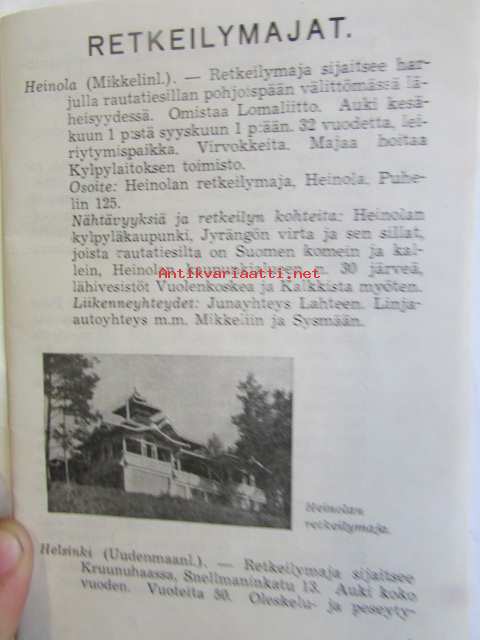 RETKEILYMAJAT.
Heinola (Mikkelinl.). — Retkeilymaja sijaitsee har-
julla rautatiesillan pohjoispään välittömässä lä-
heisyydessä. Omistaa Lomaliitto. Auki kesä-
kuun 1 p:stä syyskuun 1 p:ään. 32 vuodetta, lei-
riytymispaikka. Virvokkeita. Majaa hoitaa
Kylpylaitoksen toimisto.
Osoite: Heinolan retkeilymaja, Heinola. Puhe-
lin 125.
Nähtävyyksiä ja retkeilyn kohteita: Heinolan
kylpyläkaupunki, Jyrängön virta ja sen sillat,
joista rautatiesilta on Suomen komein ja kal-
lein, Heinolan m. 30 järveä,
Antikvariaatti.net
lähivesistöt Vuolenkoskea ja Kalkkista myöten.
Liikenneyhteydet: Junayhteys Lahteen. Linja-
autoyhteys m.m. Mikkeliin ja Sysmään.
Heinolan
retkeilymaja.
Helsinki (Uudenmaanl.). — Retkeilymaja sijaitsee
Kruunuhaassa, Snellmaninkatu 13. Auki koko
vuoden. Vuoteita 50. Oleskelu- ja peseyty-